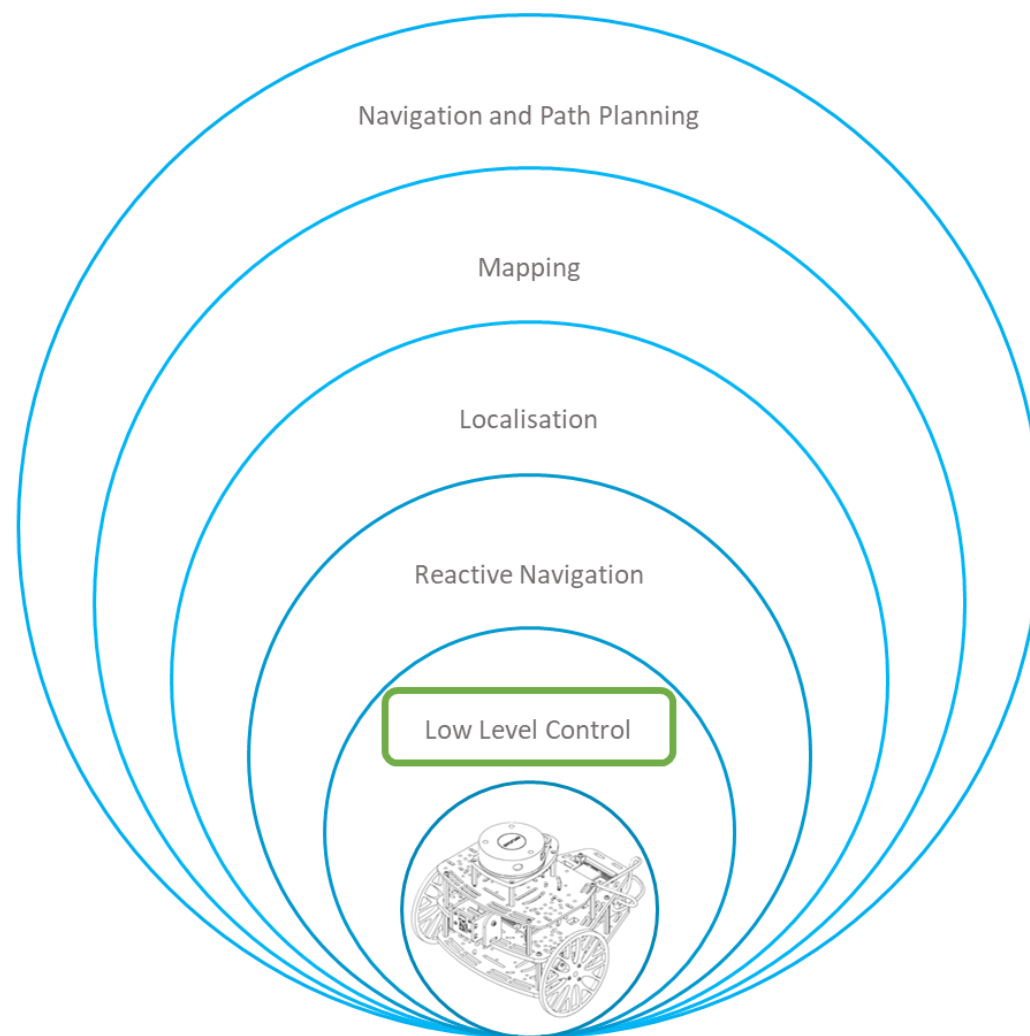 Navigation and Path Planning
Mapping
Localisation
Reactive Navigation
Low Level Control